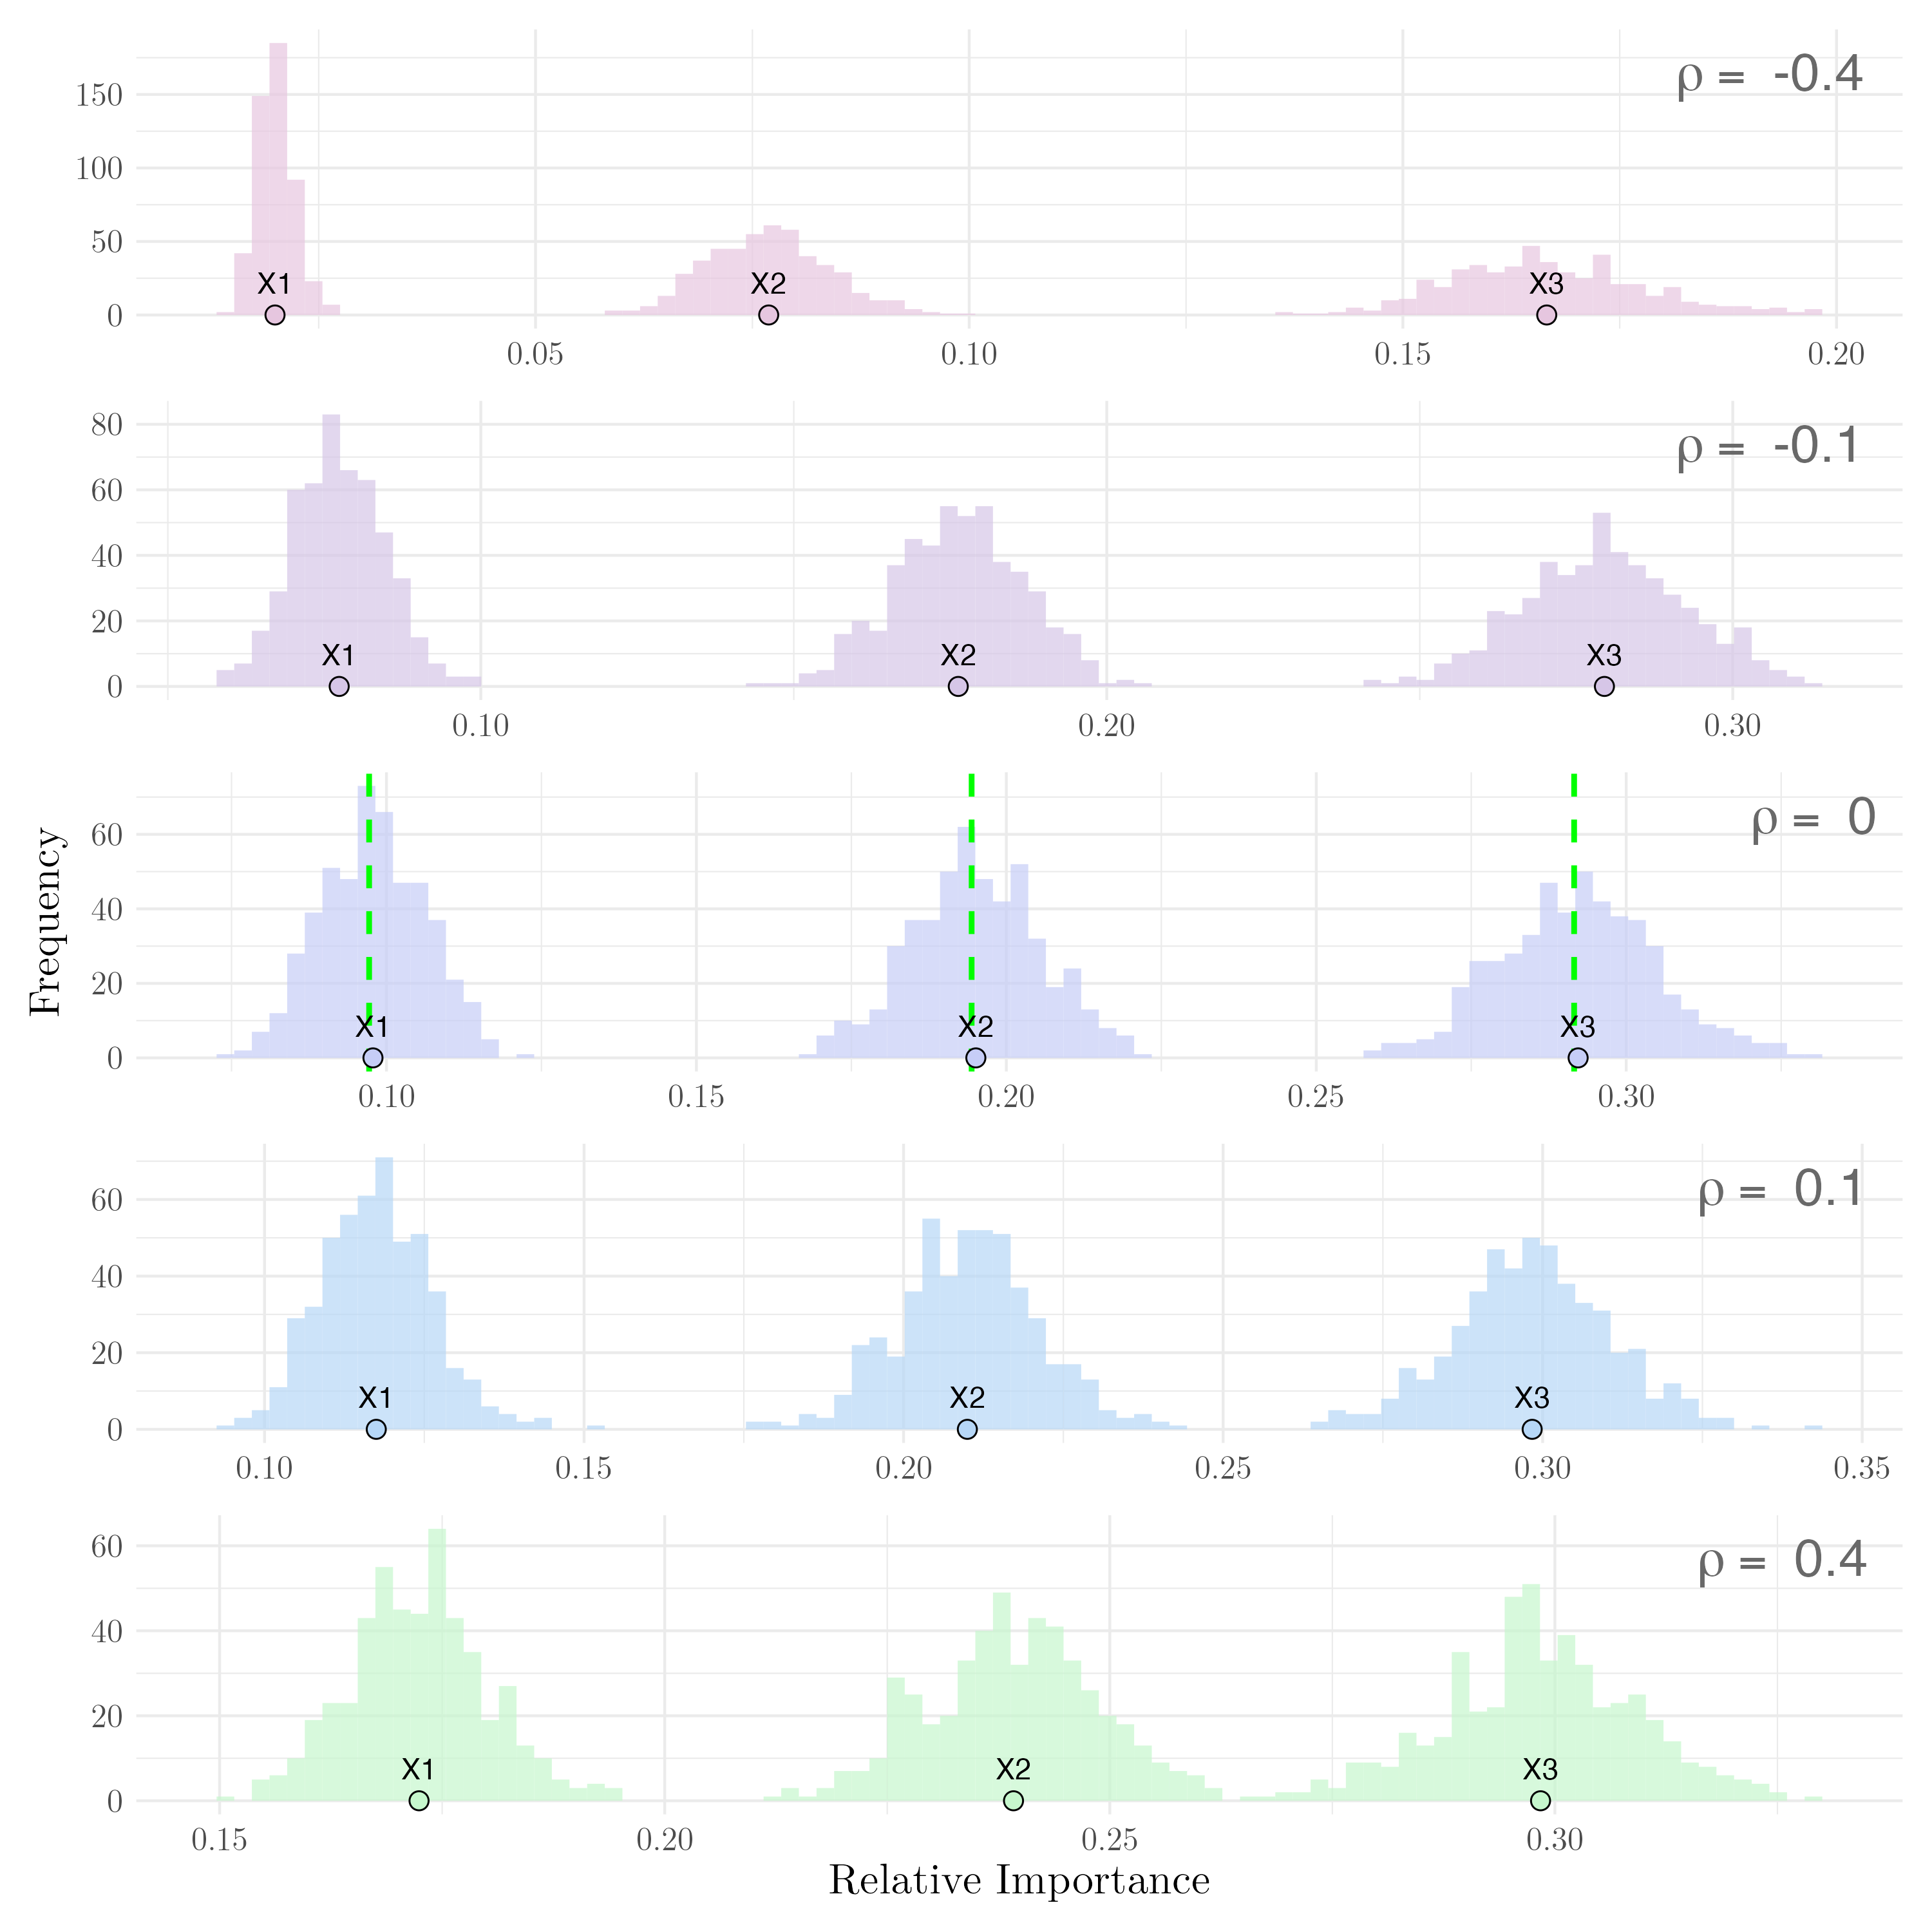 ρ = -0.4
150
100
50
0
X1 X2 X3
0.05 0.10 0.15 0.20
ρ = -0.1
80
60
40
20
0
X1 X2 X3
0.10 0.20 0.30
Frequency
ρ = 0
60
40
20
0
X1 X2 X3
0.10 0.15 0.20 0.25 0.30
ρ = 0.1
60
40
20
0
X1 X2 X3
0.10 0.15 0.20 0.25 0.30 0.35
ρ = 0.4
60
40
20
0
X1 X2 X3
0.15 0.20 0.25 0.30
Relative Importance